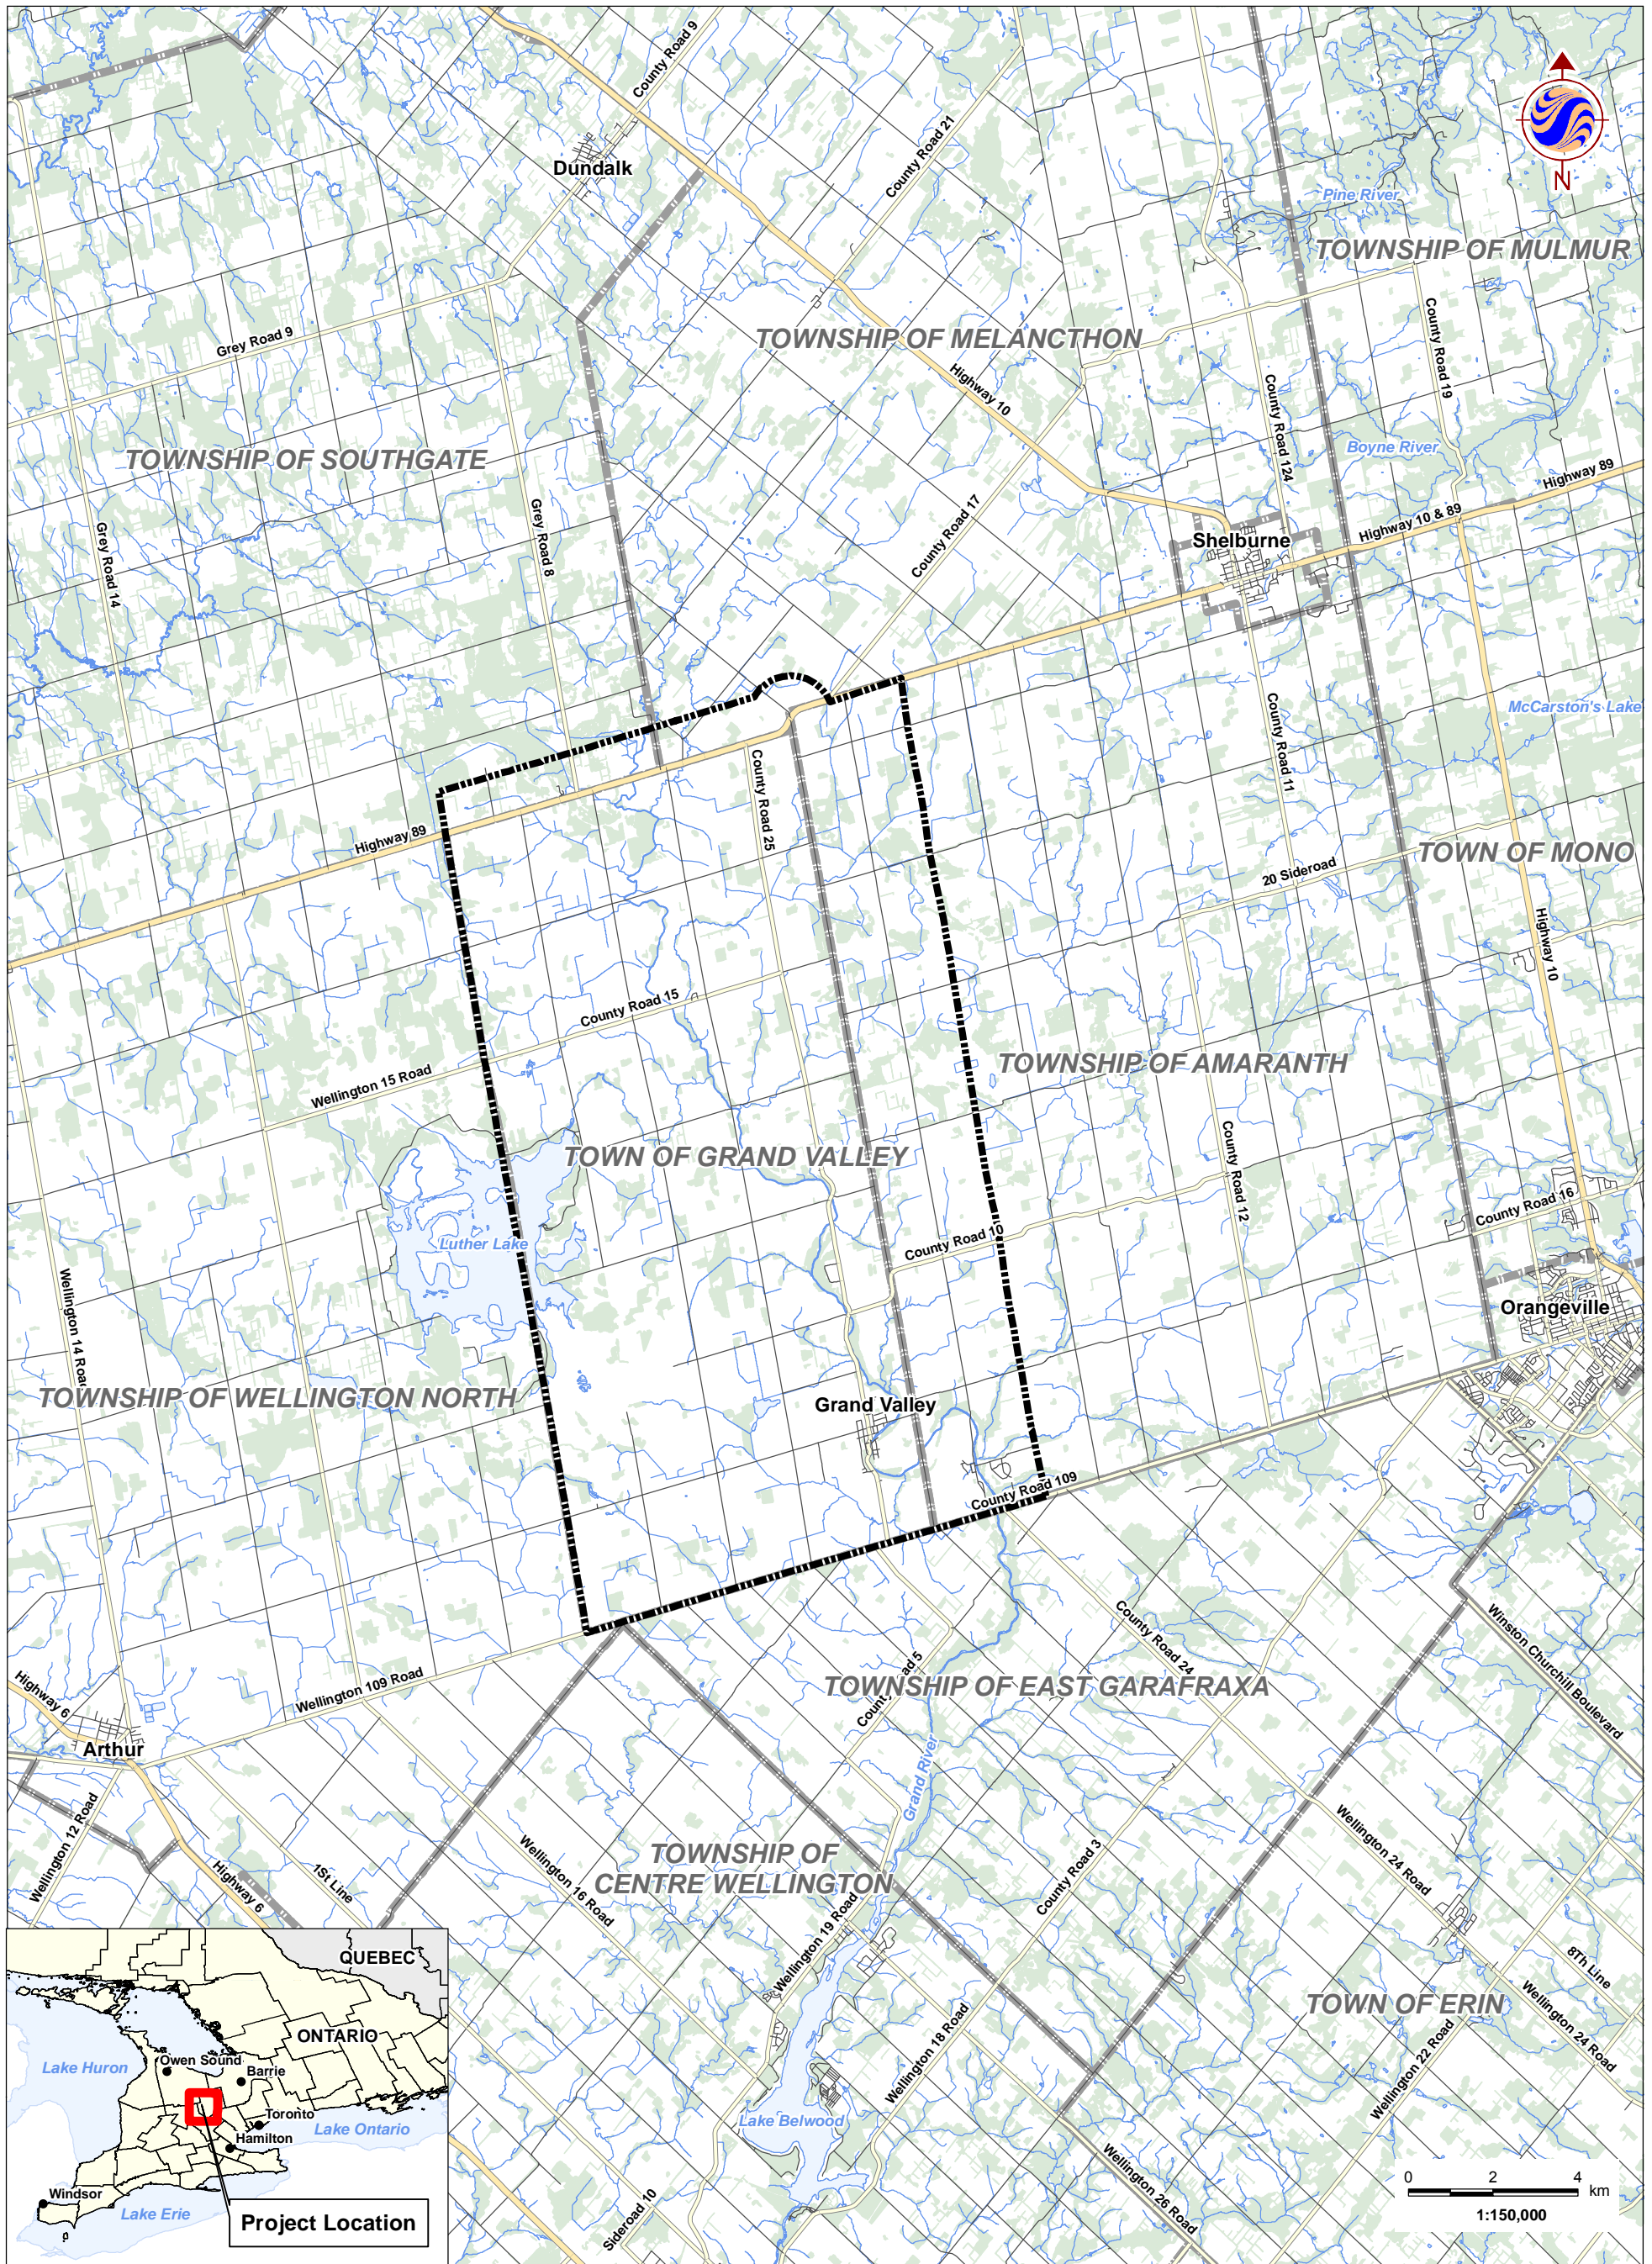 County Road 9
Dundalk
County Road 21
N
Pine River
TOWNSHIP OF MULMUR
TOWNSHIP OF MELANCTHON
Grey Road 9
County Road 19
Highway 10
County Road 124
TOWNSHIP OF SOUTHGATE
Boyne River
Highway 89
Grey Road 8
County Road 17
Highway 10 & 89
Shelburne
Grey Road 14
McCarston's Lake
County Road 11
County Road 25
Highway 89
TOWN OF MONO
20 Sideroad
Highway 10
County Road 15
TOWNSHIP OF AMARANTH
Wellington 15 Road
TOWN OF GRAND VALLEY
County Road 12
County Road 16
County Road 10
Luther Lake
Wellington 14 Road
Orangeville
TOWNSHIP OF WELLINGTON NORTH
Grand Valley
County Road 109
County Road 24
Winston Churchill Boulevard
TOWNSHIP OF EAST GARAFRAXA
County Road 5
Wellington 109 Road
Highway 6
Arthur
Grand River
Wellington 12 Road
Highway 6
1St Line
Wellington 16 Road
TOWNSHIP OF
CENTRE WELLINGTON
County Road 3
Wellington 24 Road
Wellington 19 Road
8Th Line
TOWN OF ERIN
Wellington 24 Road
Wellington 18 Road
Wellington 22 Road
Lake Belwood
Wellington 26 Road
Sideroad 10
QUEBEC
ONTARIO
Lake Huron
Owen Sound
Barrie
Toronto
Lake Ontario
Hamilton
Windsor
Lake Erie
Project Location
0 2 4
km
1:150,000